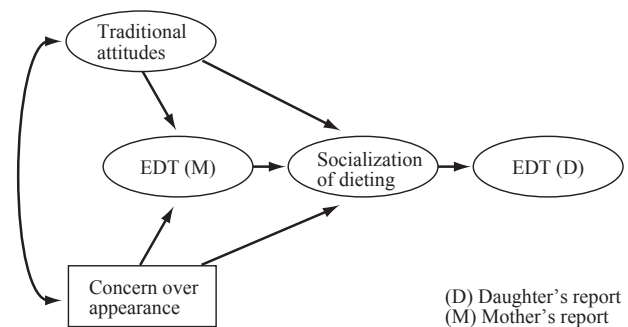 Traditional
attitudes
EDT (M)
Socialization
of dieting
EDT (D)
Concern over
appearance
(D) Daughter's report
(M) Mother's report